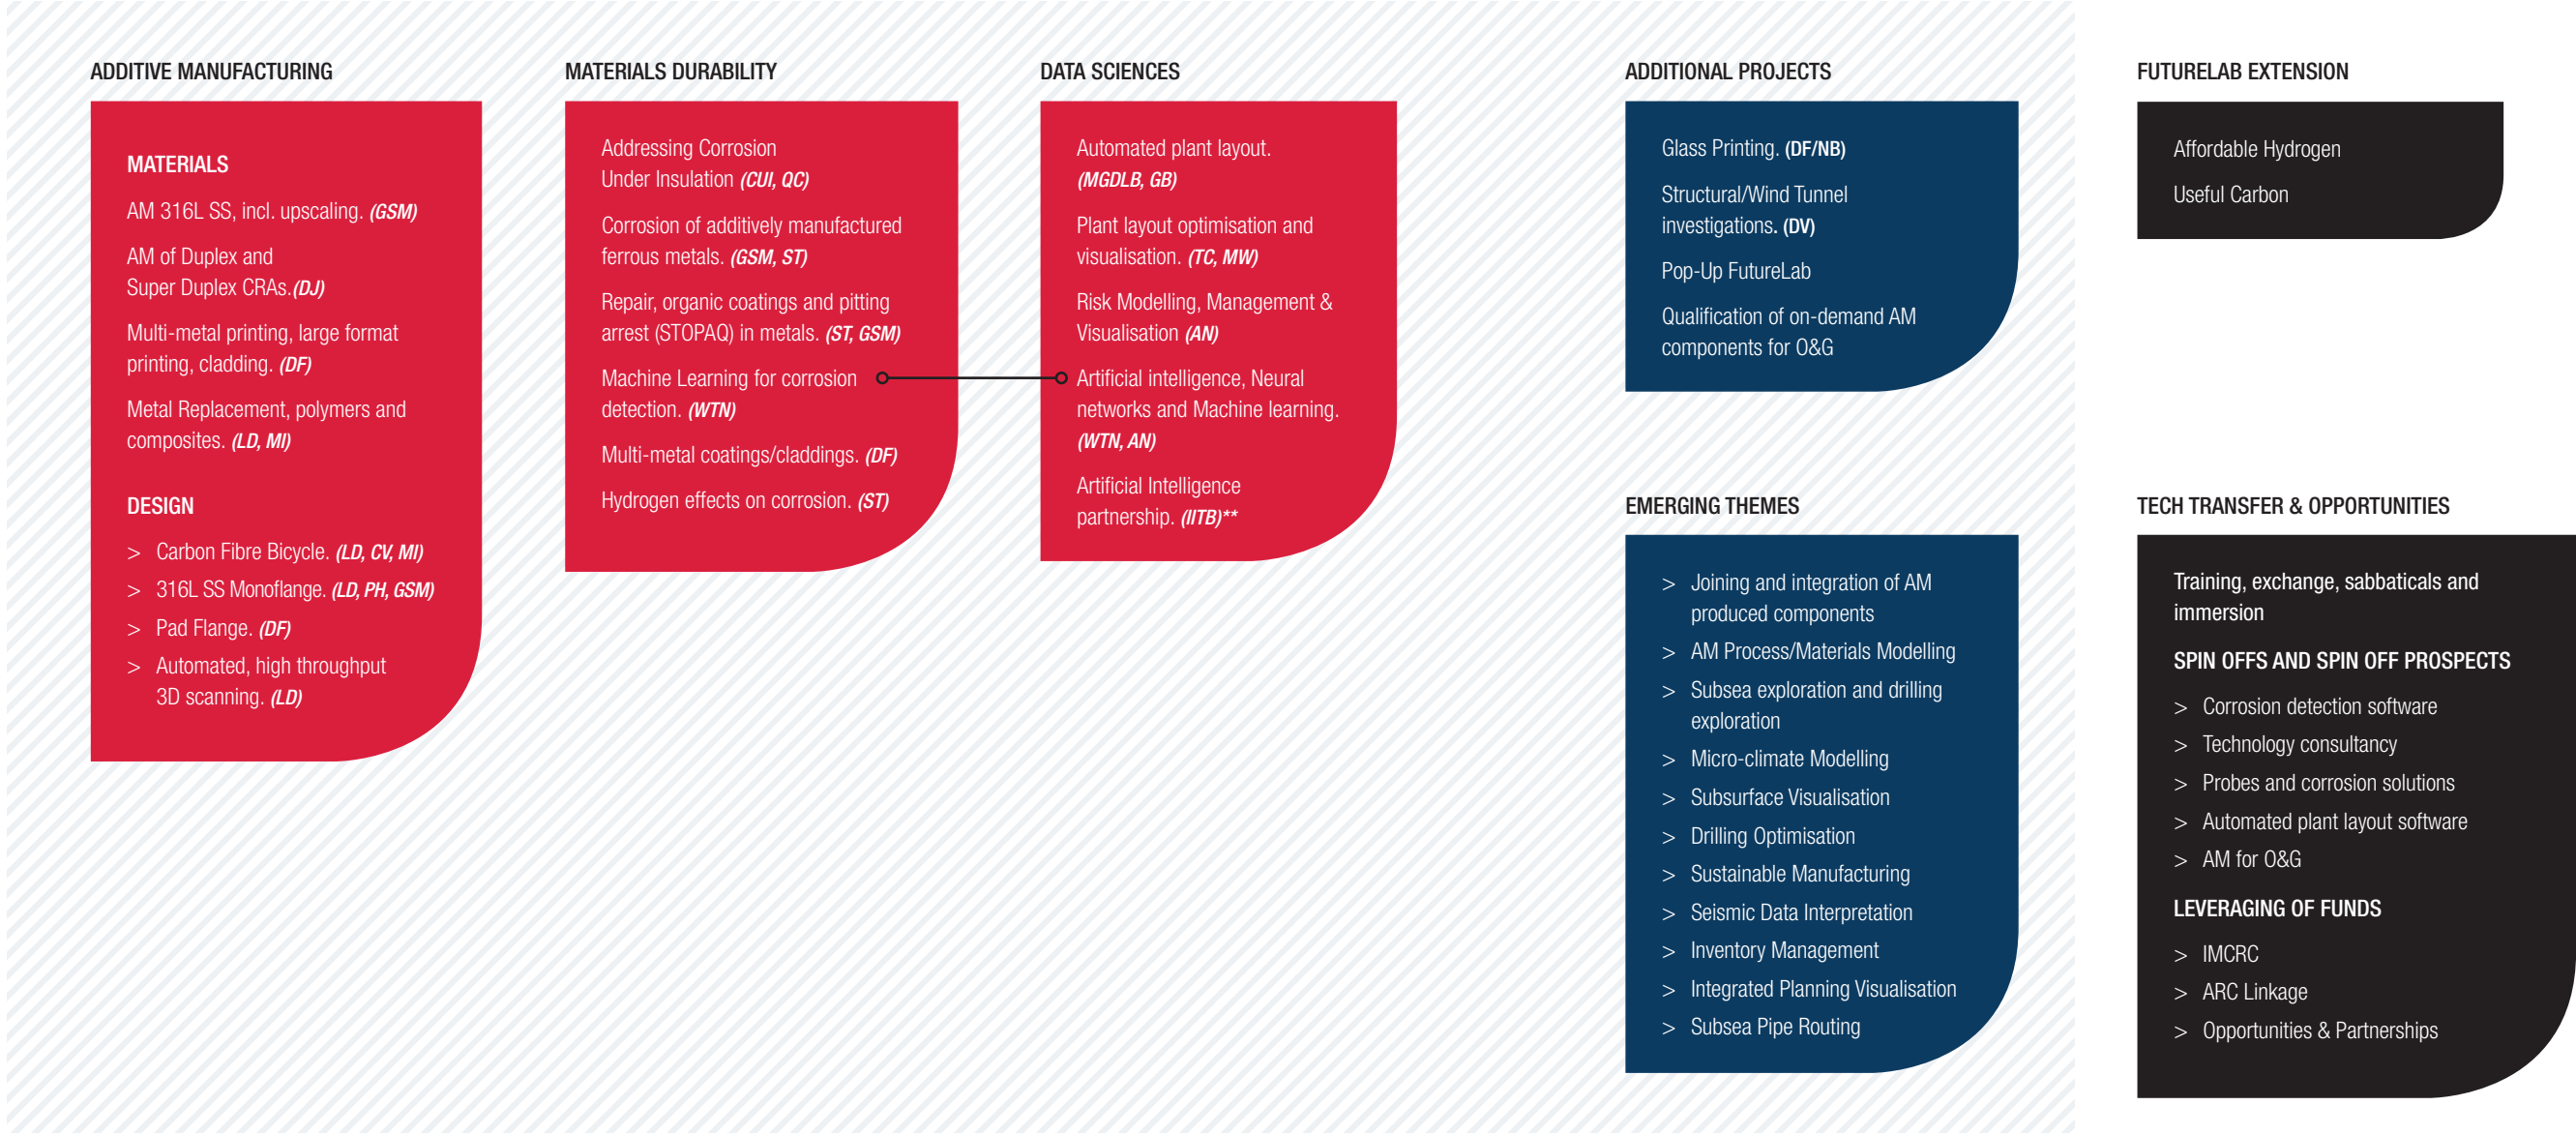 ADDITIVE MANUFACTURING
MATERIALS
AM 316L SS, incl. upscaling. (GSM)
AM of Duplex and
Super Duplex CRAs.(DJ)
Multi-metal printing, large format
printing, cladding. (DF)
Metal Replacement, polymers and
composites. (LD, MI)
DESIGN
> Carbon Fibre Bicycle. (LD, CV, MI)
> 316L SS Monoflange. (LD, PH, GSM)
> Pad Flange. (DF)
> Automated, high throughput
3D scanning. (LD)
MATERIALS DURABILITY
Addressing Corrosion
Under Insulation (CUI, QC)
Corrosion of additively manufactured
ferrous metals. (GSM, ST)
Repair, organic coatings and pitting
arrest (STOPAQ) in metals. (ST, GSM)
Machine Learning for corrosion
detection. (WTN)
Multi-metal coatings/claddings. (DF)
Hydrogen effects on corrosion. (ST)
DATA SCIENCES
Automated plant layout.
(MGDLB, GB)
Plant layout optimisation and
visualisation. (TC, MW)
Risk Modelling, Management &
Visualisation (AN)
Artificial intelligence, Neural
networks and Machine learning.
(WTN, AN)
Artificial Intelligence
partnership. (IITB)**
ADDITIONAL PROJECTS
Glass Printing. (DF/NB)
Structural/Wind Tunnel
investigations. (DV)
Pop-Up FutureLab
Qualification of on-demand AM
components for O&G
EMERGING THEMES
> Joining and integration of AM
produced components
> AM Process/Materials Modelling
> Subsea exploration and drilling
exploration
> Micro-climate Modelling
> Subsurface Visualisation
> Drilling Optimisation
> Sustainable Manufacturing
> Seismic Data Interpretation
> Inventory Management
> Integrated Planning Visualisation
> Subsea Pipe Routing
FUTURELAB EXTENSION
Affordable Hydrogen
Useful Carbon
TECH TRANSFER & OPPORTUNITIES
Training, exchange, sabbaticals and
immersion
SPIN OFFS AND SPIN OFF PROSPECTS
> Corrosion detection software
> Technology consultancy
> Probes and corrosion solutions
> Automated plant layout software
> AM for O&G
LEVERAGING OF FUNDS
> IMCRC
> ARC Linkage
> Opportunities & Partnerships